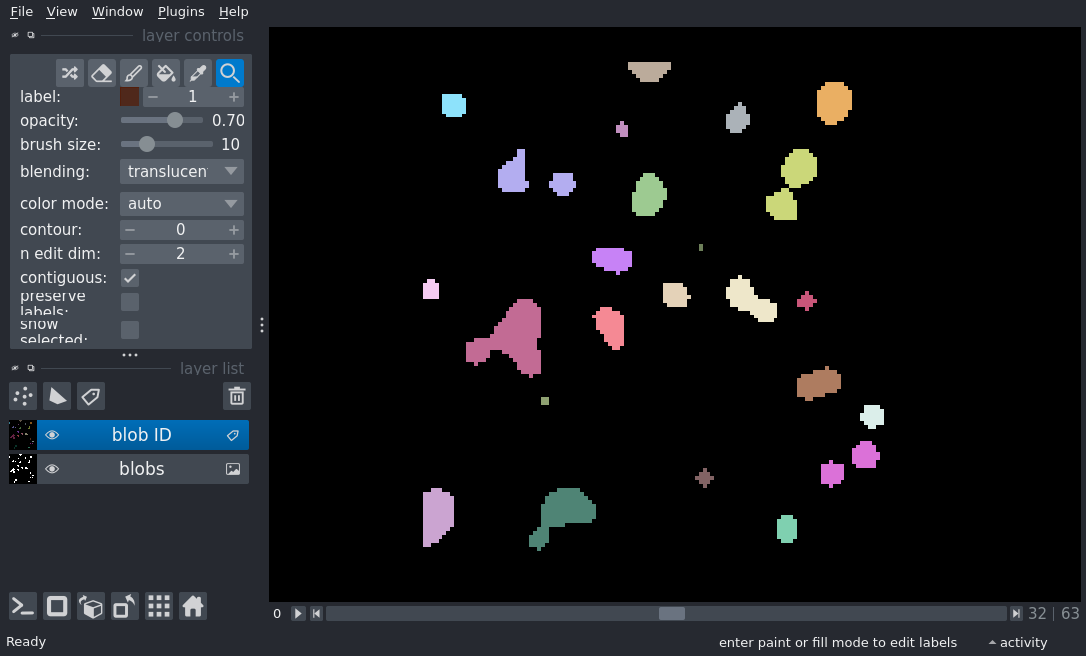 File View Window Plugins Help
layer controls
label: 1
opacity: 0.70
brush size: 10
blending: translucen
color mode: auto
contour: 0
n edit dim: 2
contiguous:
preserve
labels:
show
selected:
layer list
blob ID
blobs
0 32 | 63
Ready enter paint or fill mode to edit labels activity